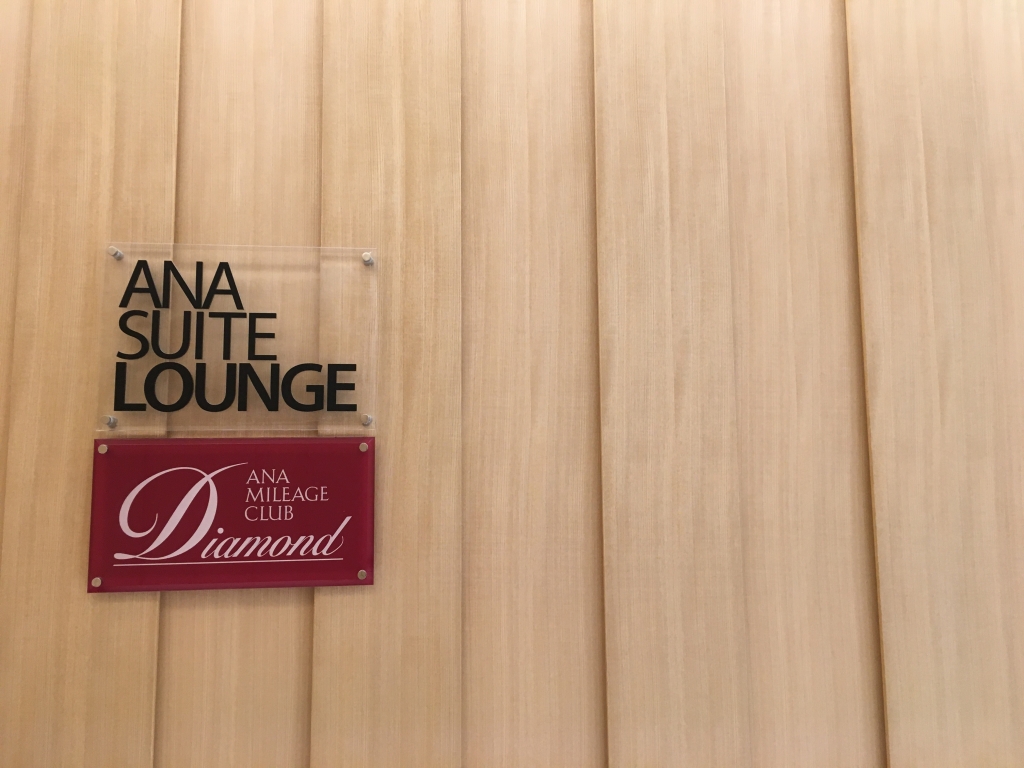 ANA
SUITE
LOUNGE
ANA
MILEAGE
CLUB
Diamond